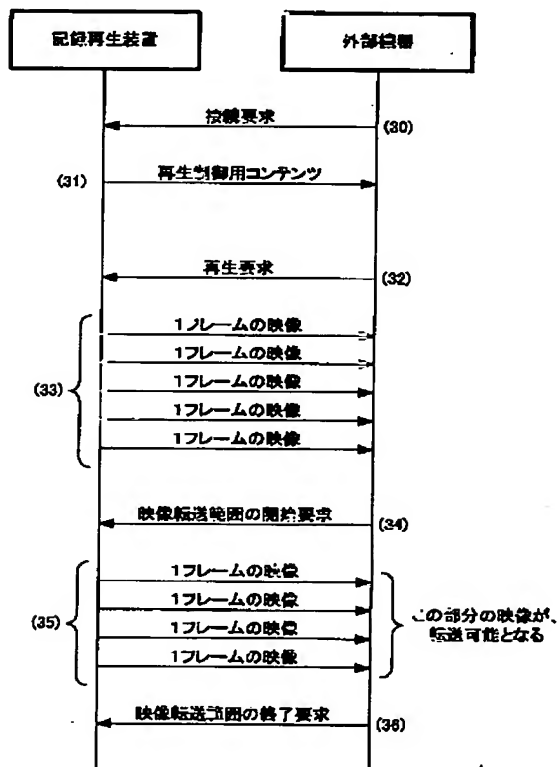 記録再生装置
外部機器
接続要求
(30)
(31)
再生制御用コンテンツ
再生要求
(32)
1フレームの映像
1フレームの映像
(33)
1フレームの映像
1フレームの映像
1フレームの映像
映像転送範囲の開始要求
(34)
1フレームの映像
1フレームの映像
(35)
1フレームの映像
1フレームの映像
この部分の映像が、
転送可能となる
映像転送範囲の終了要求
(36)